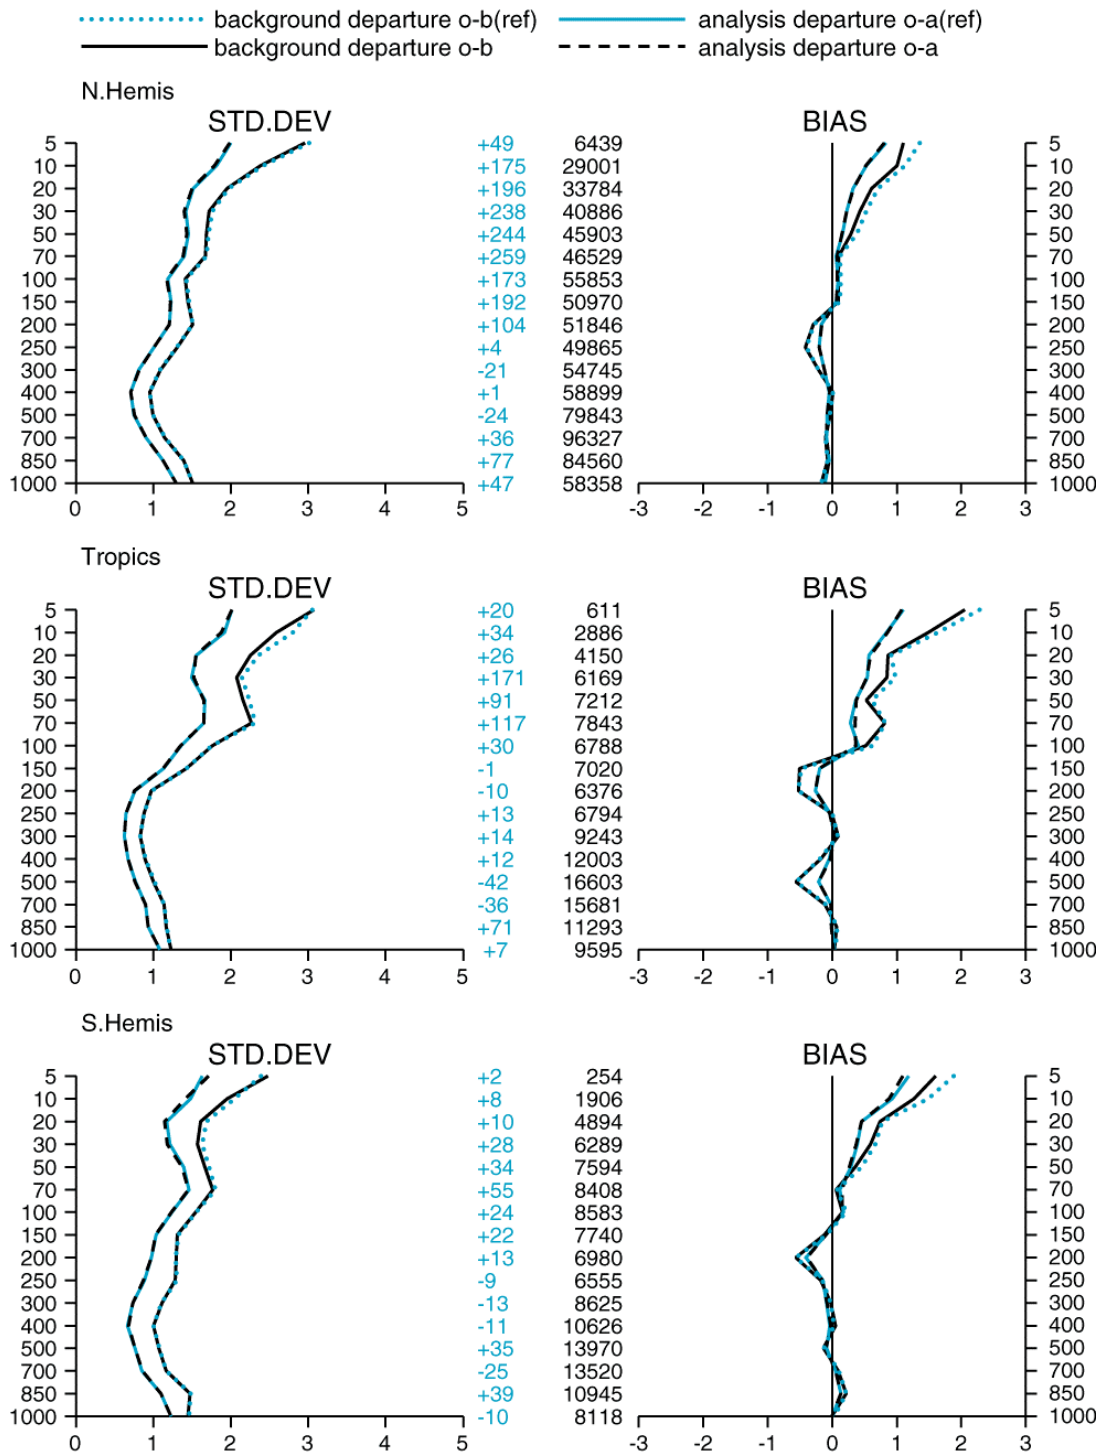 background departure o-b(ref) analysis departure o-a(ref)
background departure o-b analysis departure o-a
N.Hemis
STD.DEV BIAS
5 +49 6439 5
10 +175 29001 10
20 +196 33784 20
30 +238 40886 30
50 +244 45903 50
70 +259 46529 70
100 +173 55853 100
150 +192 50970 150
200 +104 51846 200
250 +4 49865 250
300 -21 54745 300
400 +1 58899 400
500 -24 79843 500
700 +36 96327 700
850 +77 84560 850
1000 +47 58358 1000
0 1 2 3 4 5 -3 -2 -1 0 1 2 3
Tropics
STD.DEV BIAS
5 +20 611 5
10 +34 2886 10
20 +26 4150 20
30 +171 6169 30
50 +91 7212 50
70 +117 7843 70
100 +30 6788 100
150 -1 7020 150
200 -10 6376 200
250 +13 6794 250
300 +14 9243 300
400 +12 12003 400
500 -42 16603 500
700 -36 15681 700
850 +71 11293 850
1000 +7 9595 1000
0 1 2 3 4 5 -3 -2 -1 0 1 2 3
S.Hemis
STD.DEV BIAS
5 +2 254 5
10 +8 1906 10
20 +10 4894 20
30 +28 6289 30
50 +34 7594 50
70 +55 8408 70
100 +24 8583 100
150 +22 7740 150
200 +13 6980 200
250 -9 6555 250
300 -13 8625 300
400 -11 10626 400
500 +35 13970 500
700 -25 13520 700
850 +39 10945 850
1000 -10 8118 1000
0 1 2 3 4 5 -3 -2 -1 0 1 2 3